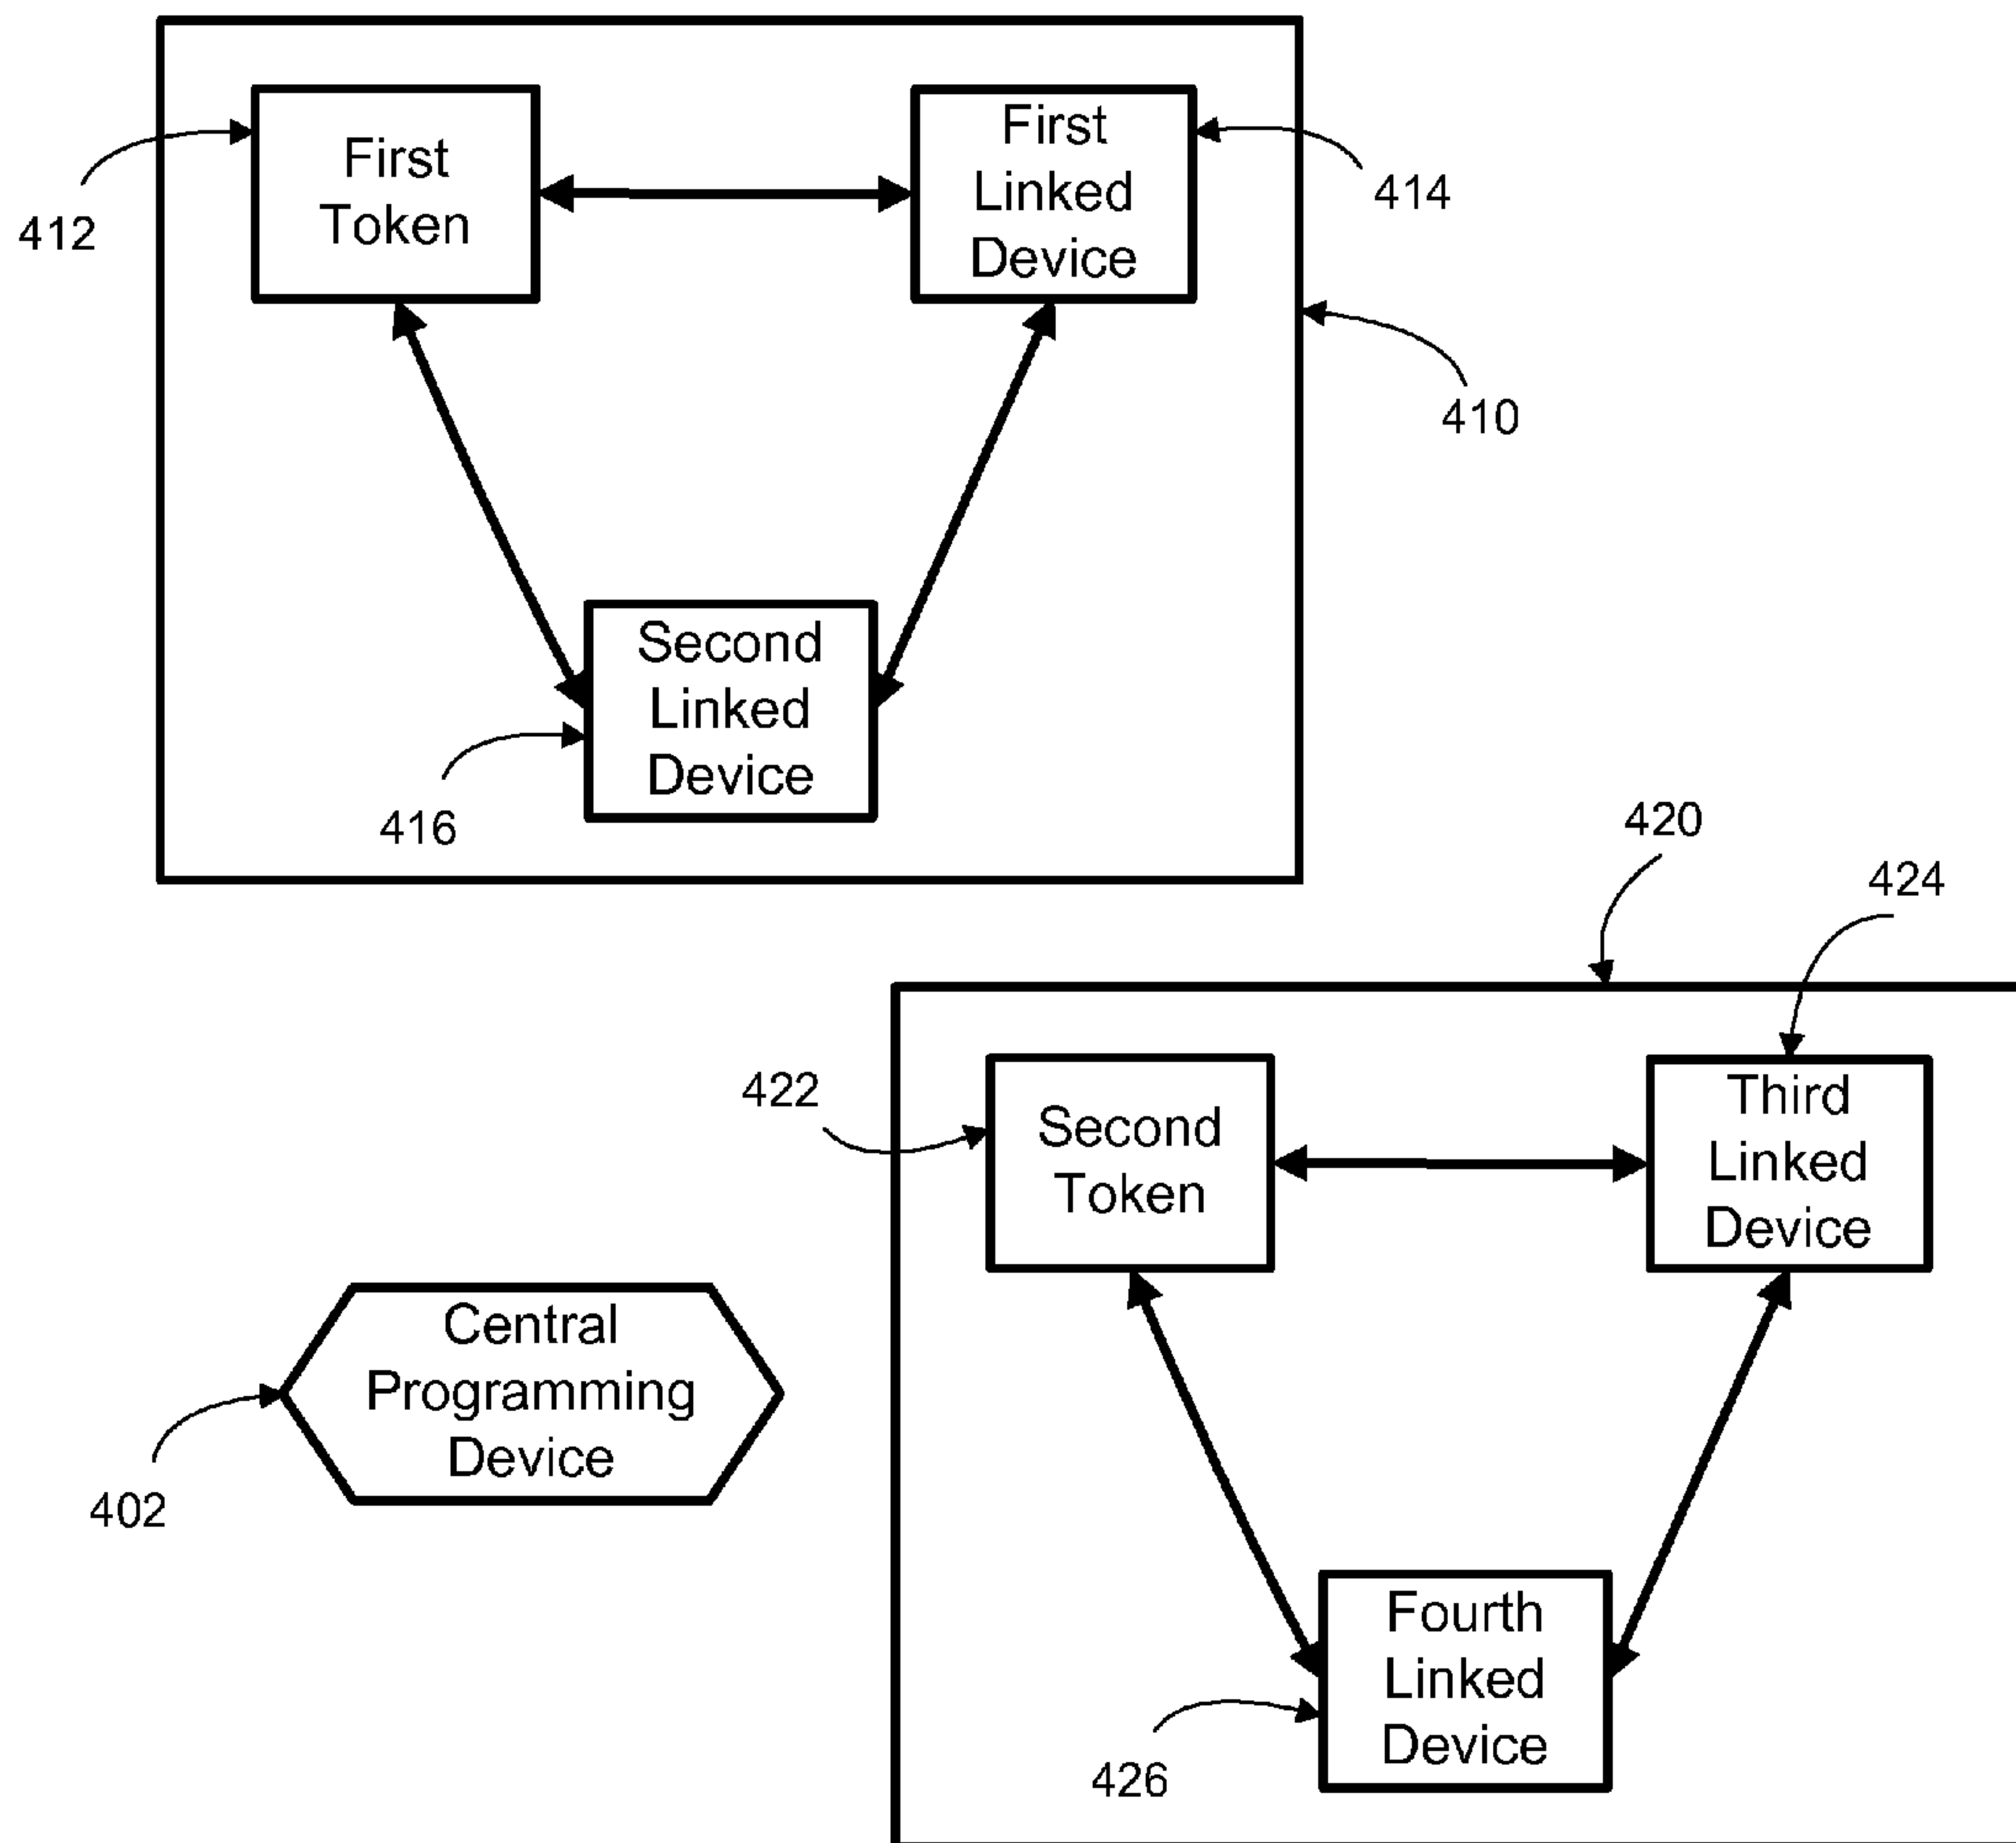 First
Token
First
Linked
Device
412
414
410
Second
Linked
Device
416
420
424
422
Second
Token
Third
Linked
Device
Central
Programming
Device
402
Fourth
Linked
Device
426